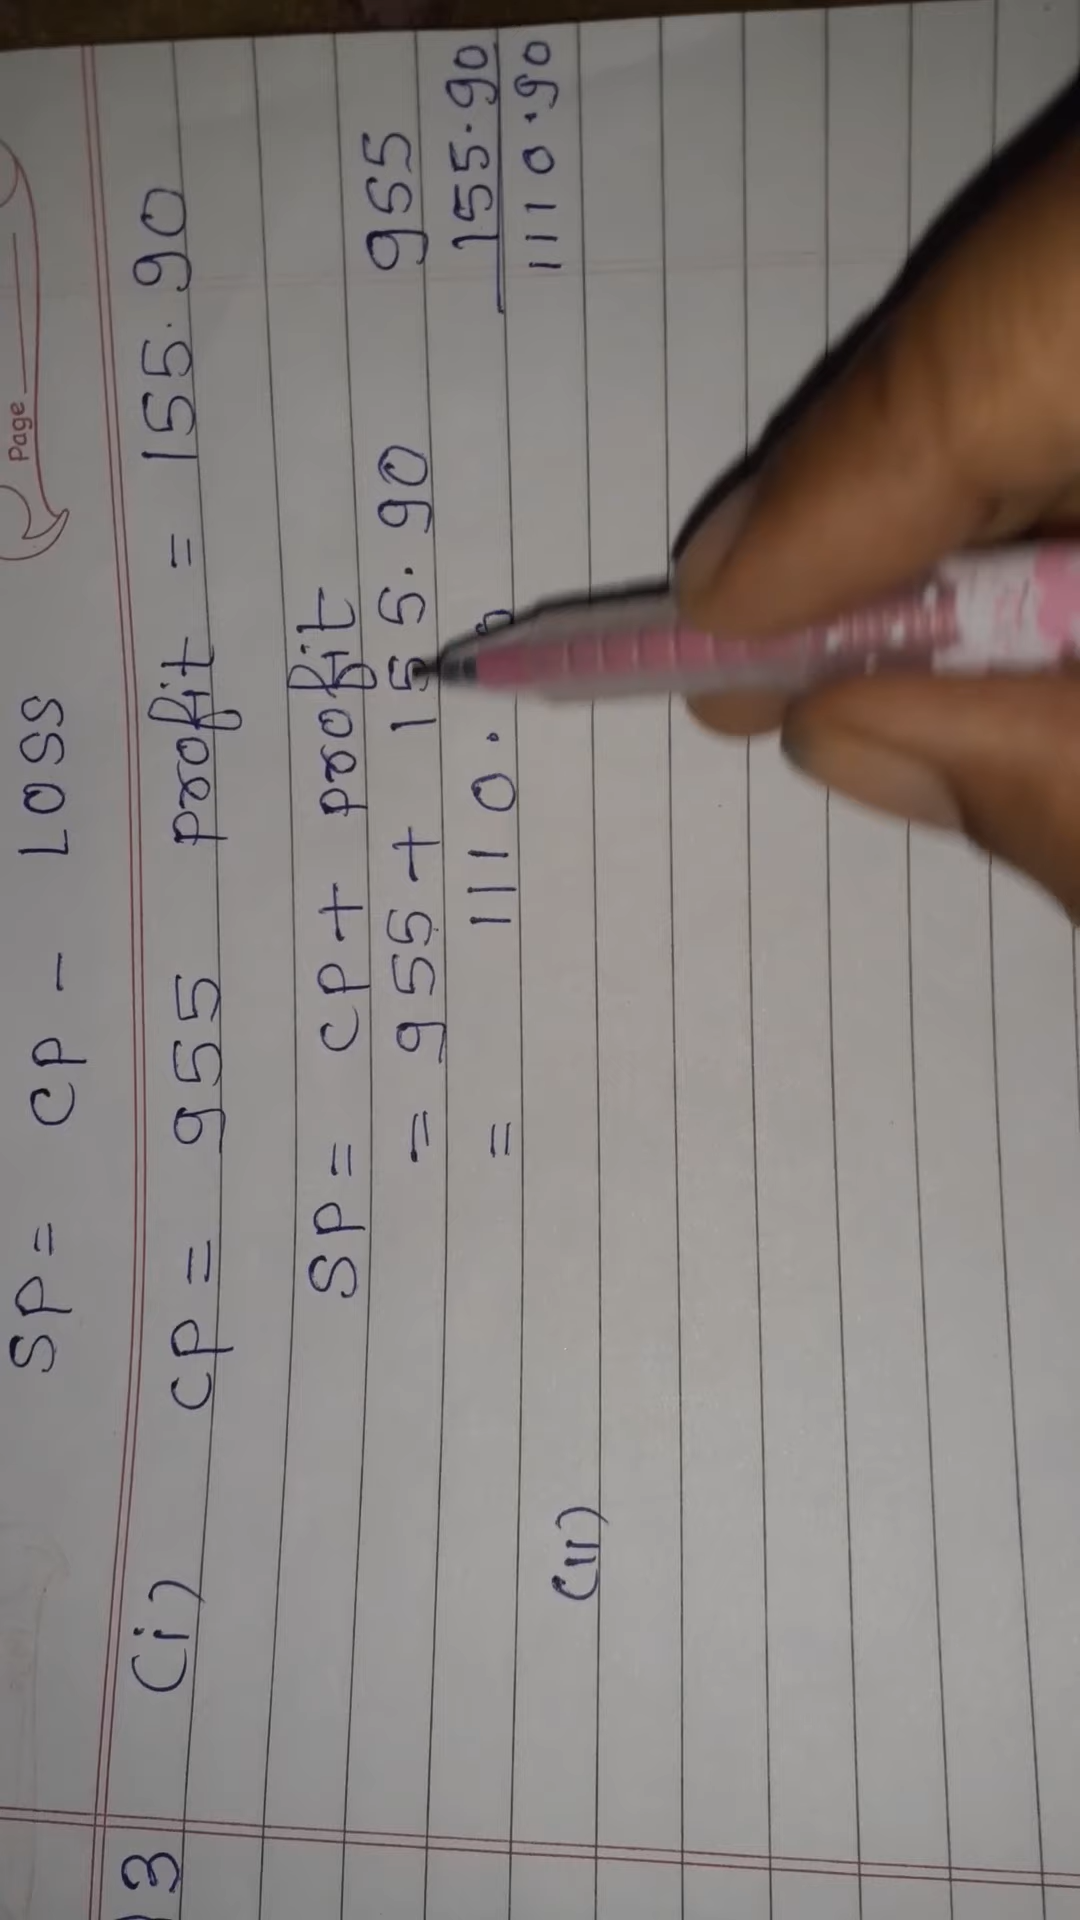 Page
SP = CP - LOSS
3 (i) CP = 955 profit = 155.90
SP = CP + profit
= 955 + 155.90 955
= 1110. 155.90
(ii) 1110.90